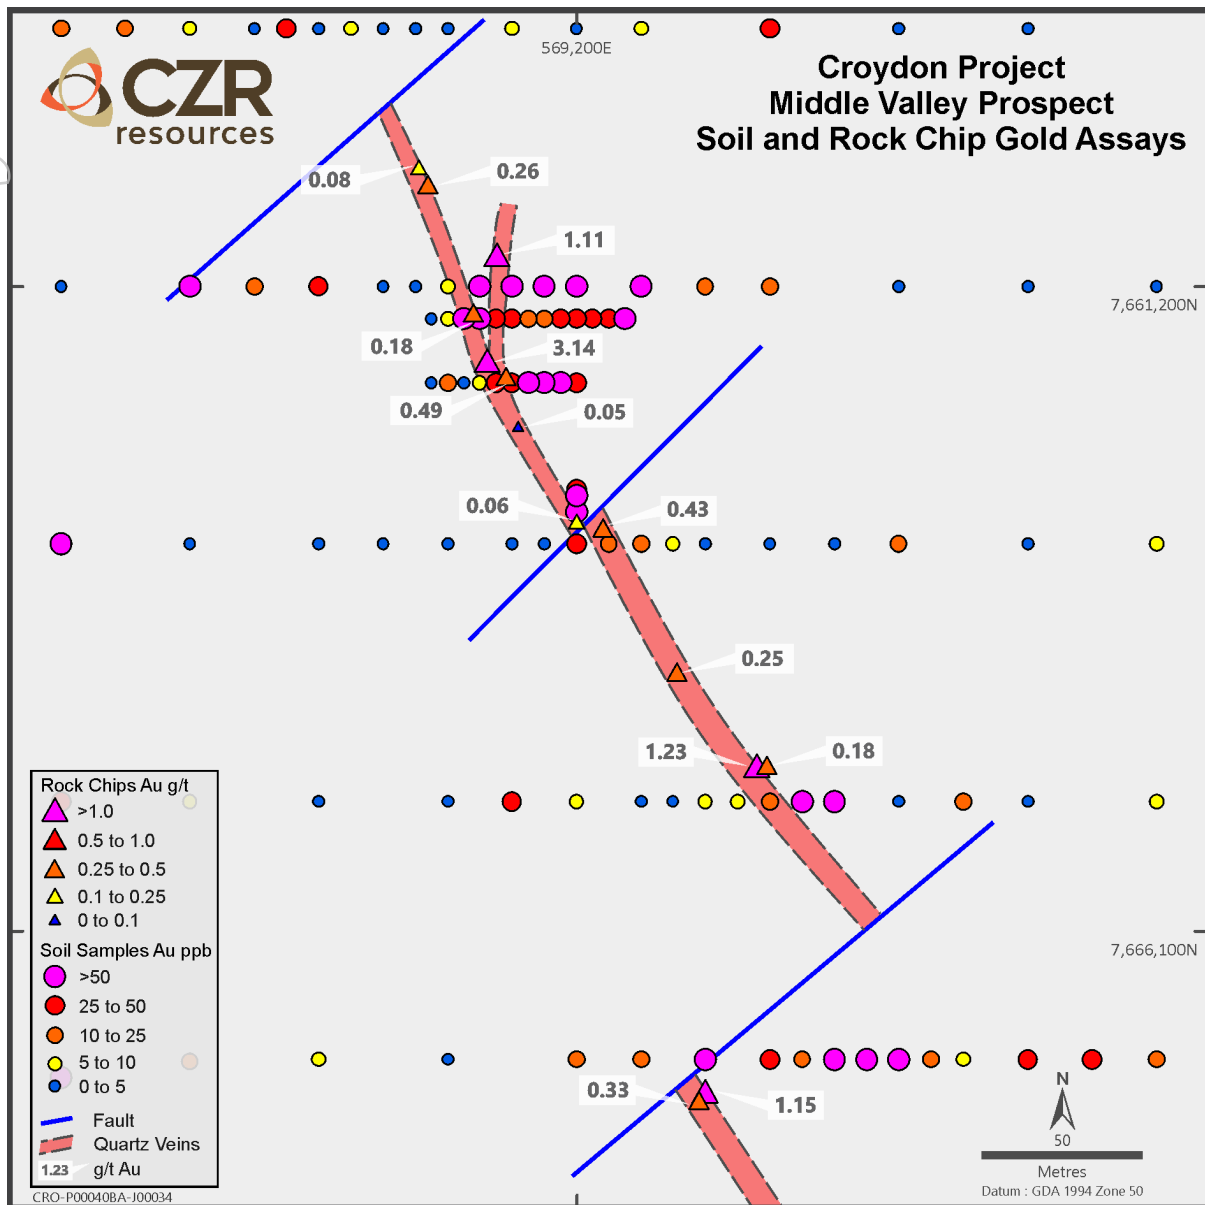 569,200E
CZR
resources
Croydon Project
Middle Valley Prospect
Soil and Rock Chip Gold Assays
0.08
0.26
1.11
7,661,200N
0.18
3.14
0.49
0.05
0.06
0.43
0.25
1.23
0.18
Rock Chips Au g/t
>1.0
0.5 to 1.0
0.25 to 0.5
0.1 to 0.25
0 to 0.1
Soil Samples Au ppb
>50
25 to 50
10 to 25
5 to 10
0 to 5
Fault
Quartz Veins
1.23 g/t Au
CRO-P00040BA-J00034
7,666,100N
0.33
1.15
N
50
Metres
Datum : GDA 1994 Zone 50